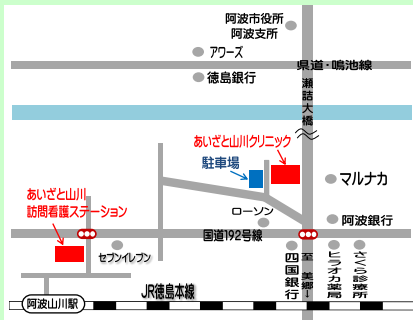 阿波市役所
阿波支所
アワーズ
県道・鳴池線
徳島銀行
瀬詰大橋
あいざと山川クリニック
駐車場
マルナカ
あいざと山川
訪問看護ステーション
ローソン
阿波銀行
国道192号線
セブンイレブン
四国銀行
至 美郷↓
ヒラオカ薬局
さくら診療所
JR徳島本線
阿波山川駅